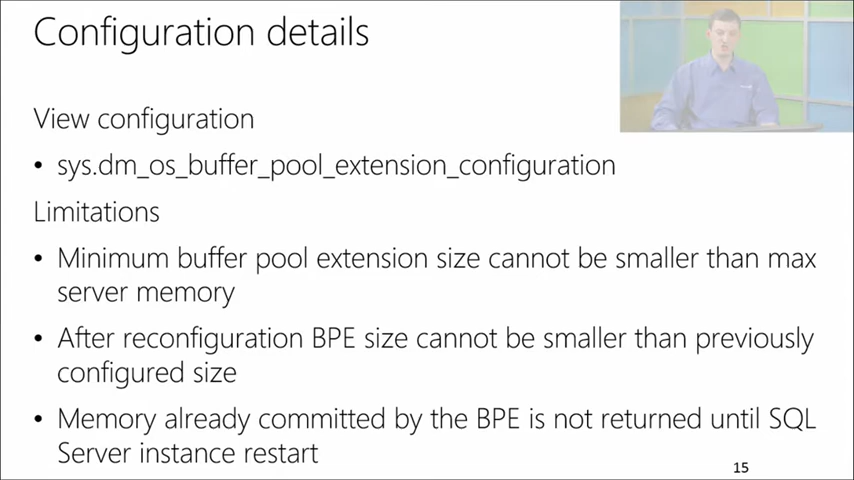 Configuration details
View configuration
• sys.dm_os_buffer_pool_extension_configuration
Limitations
• Minimum buffer pool extension size cannot be smaller than max
server memory
• After reconfiguration BPE size cannot be smaller than previously
configured size
• Memory already committed by the BPE is not returned until SQL
Server instance restart
15